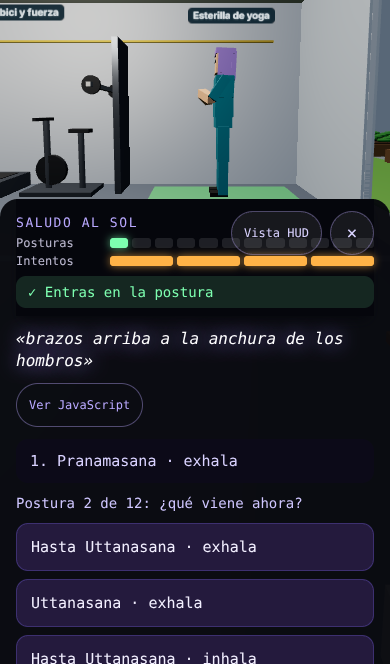 bici y fuerza
Esterilla de yoga
SALUDO AL SOL
Vista HUD
×
Posturas
Intentos
✓ Entras en la postura
«brazos arriba a la anchura de los
hombros»
Ver JavaScript
1. Pranamasana · exhala
Postura 2 de 12: ¿qué viene ahora?
Hasta Uttanasana · exhala
Uttanasana · exhala
Hasta Uttanasana · inhala